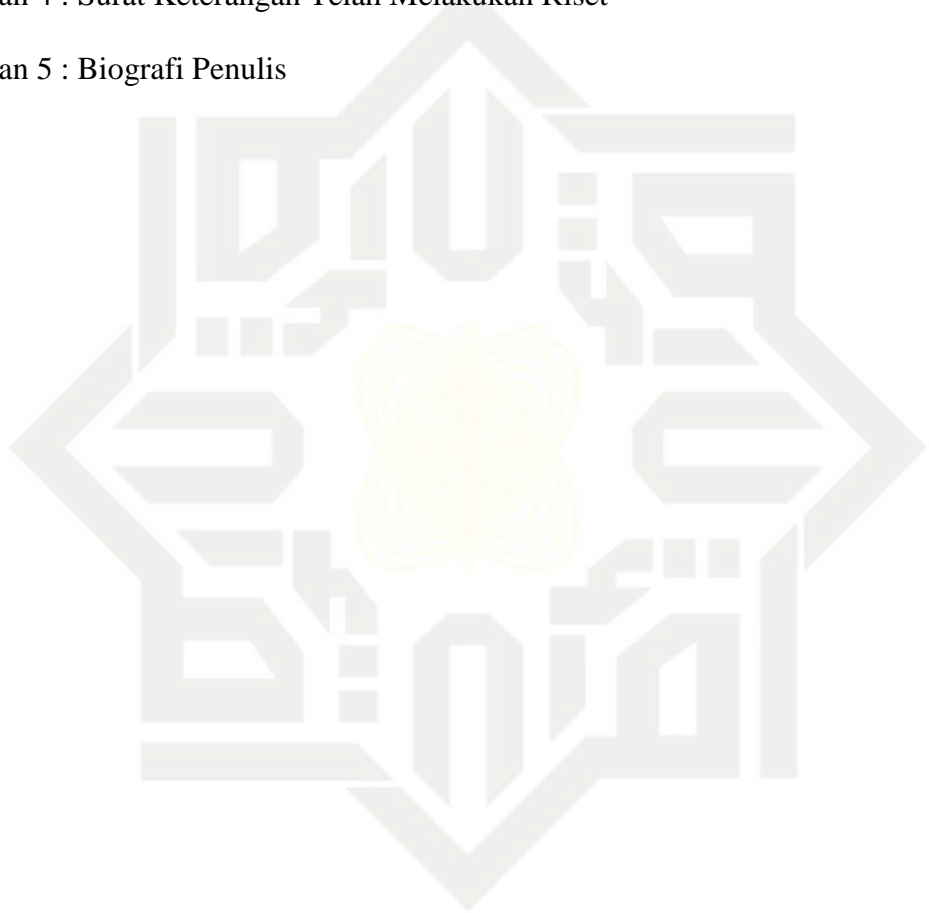 an 4 : Surat Keterangan Telah Melakukan Riset
an 5 : Biografi Penulis